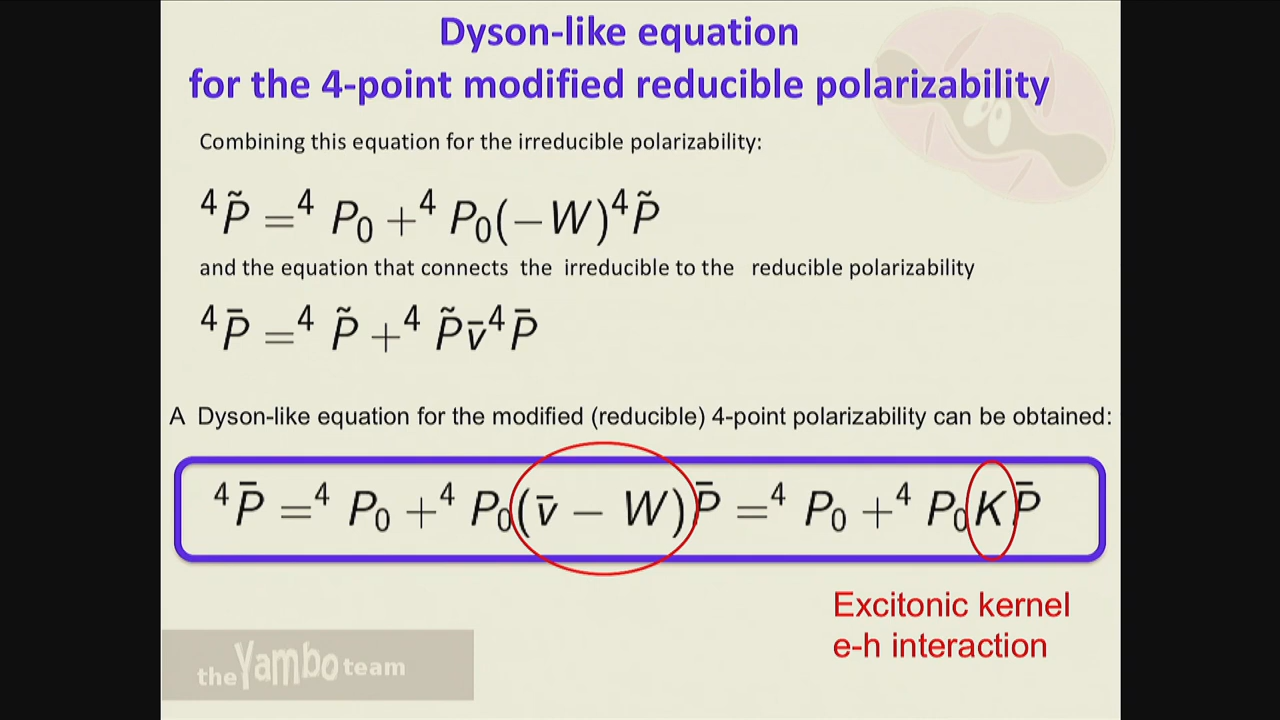 Dyson-like equation
for the 4-point modified reducible polarizability
Combining this equation for the irreducible polarizability:
⁴P̃ =⁴ P₀ +⁴ P₀(−W)⁴P̃
and the equation that connects the irreducible to the reducible polarizability
⁴P̄ =⁴ P̃ +⁴ P̃v̄⁴P̄
A Dyson-like equation for the modified (reducible) 4-point polarizability can be obtained:
⁴P̄ =⁴ P₀ +⁴ P₀(v̄ − W)P̄ =⁴ P₀ +⁴ P₀KP̄
Excitonic kernel
e-h interaction
the Yambo team